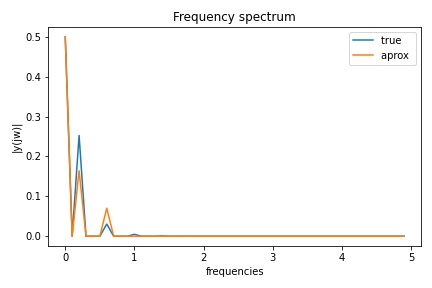 Frequency spectrum
true
aprox
|y(jw)|
0.5
0.4
0.3
0.2
0.1
0.0
0 1 2 3 4 5
frequencies